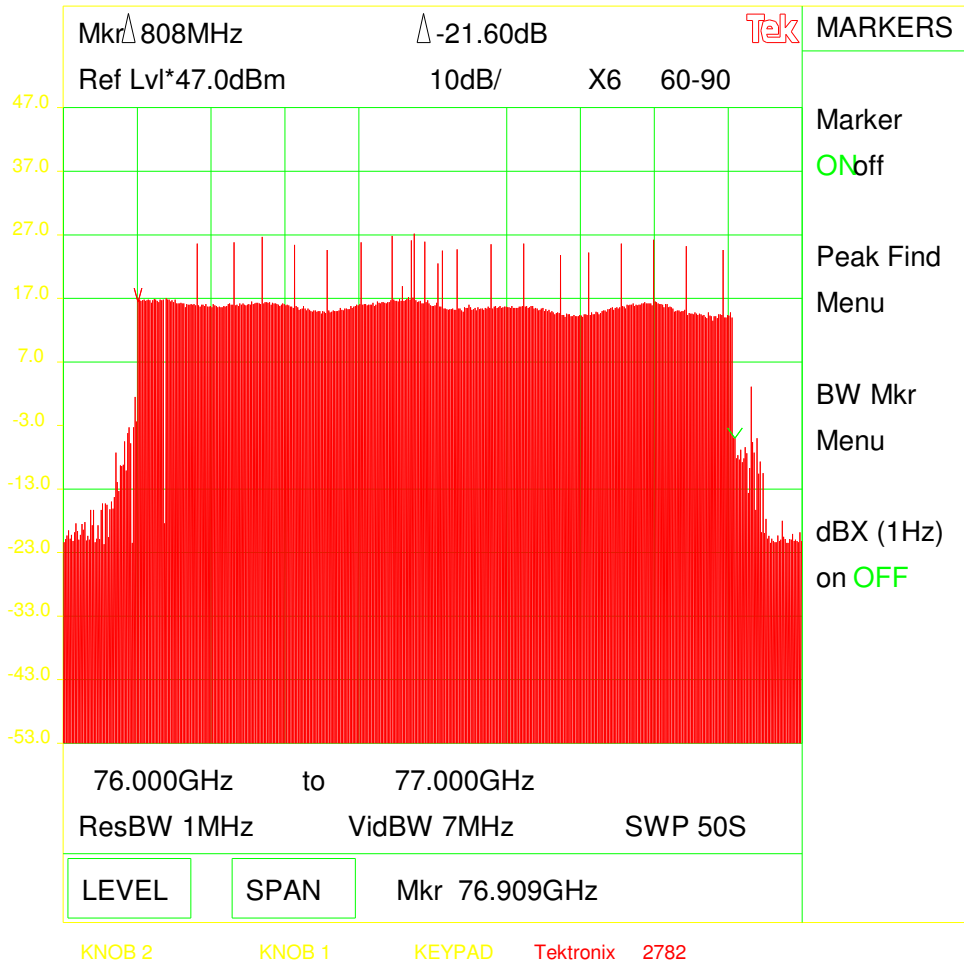 Mkr△ 808MHz △ -21.60dB Tek MARKERS
Ref Lvl*47.0dBm 10dB/ X6 60-90
47.0
Marker
37.0
ONoff
27.0
Peak Find
17.0
Menu
7.0
BW Mkr
-3.0
Menu
-13.0
dBX (1Hz)
-23.0
on OFF
-33.0
-43.0
-53.0
76.000GHz to 77.000GHz
ResBW 1MHz VidBW 7MHz SWP 50S
LEVEL SPAN Mkr 76.909GHz
KNOB 2 KNOB 1 KEYPAD Tektronix 2782